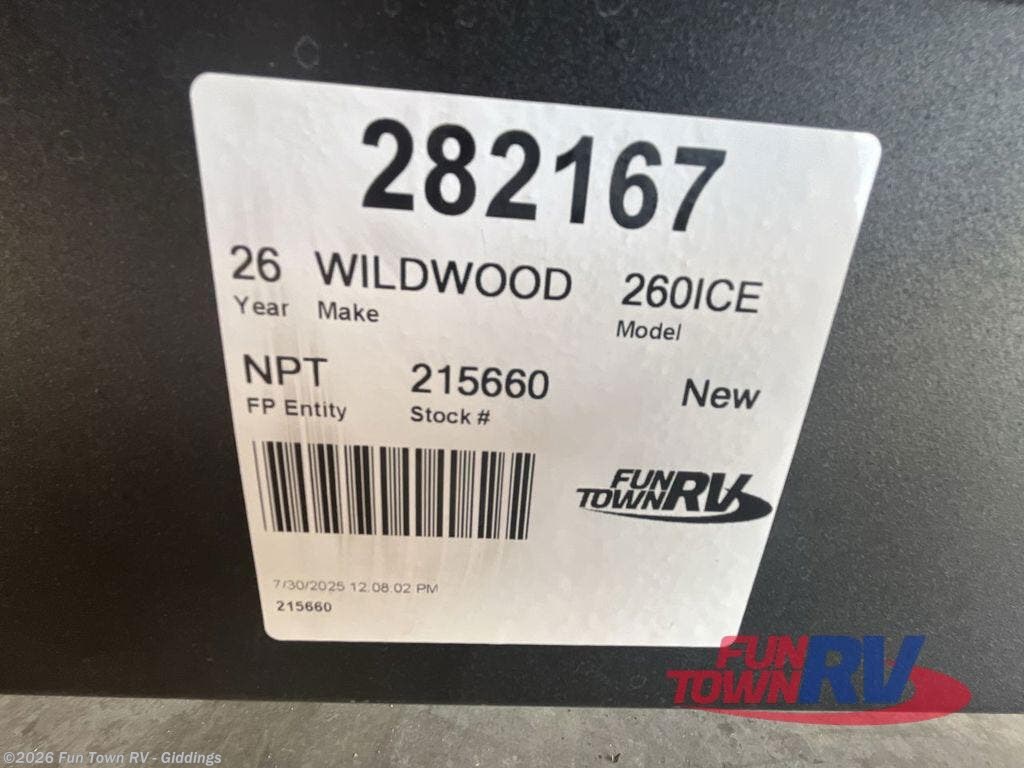 282167
26 WILDWOOD 260ICE
Year Make Model
NPT 215660 New
FP Entity Stock #
FUN
TOWN RV
7/30/2025 12:08:02 PM
215660
FUN
TOWN RV
©2026 Fun Town RV - Giddings